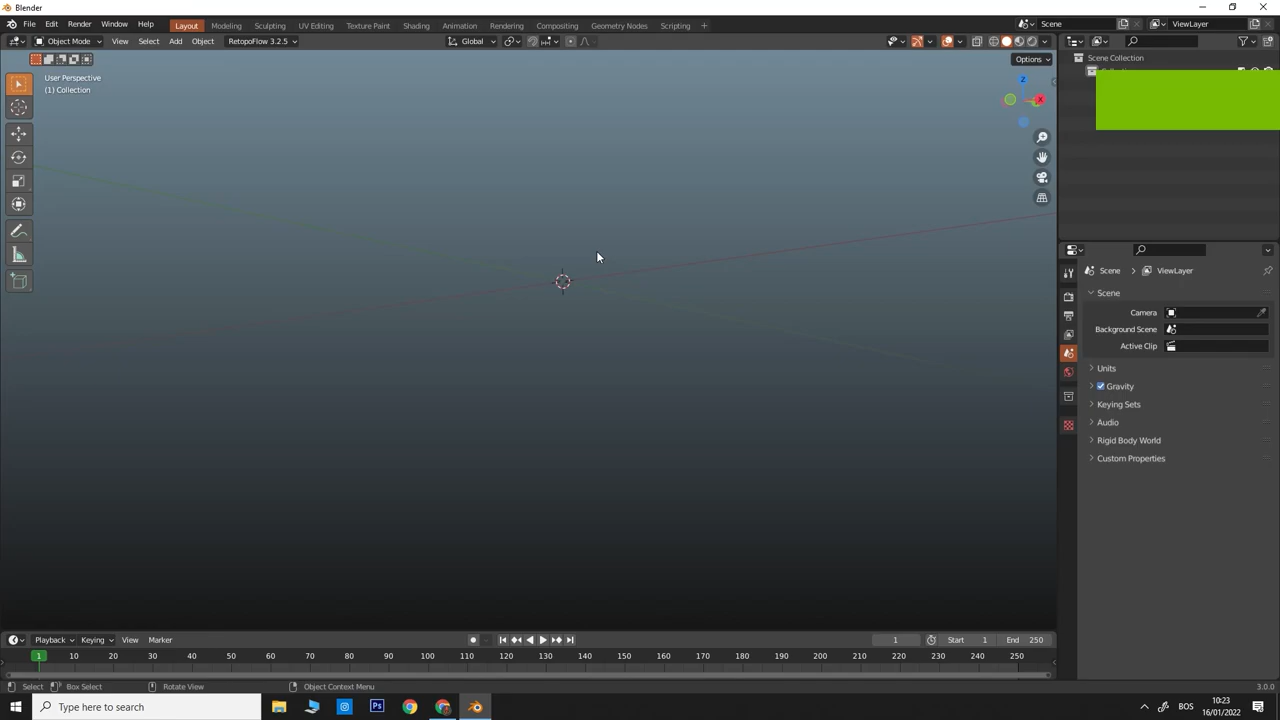 Blender
File Edit Render Window Help Layout Modeling Sculpting UV Editing Texture Paint Shading Animation Rendering Compositing Geometry Nodes Scripting Scene ViewLayer
Object Mode View Select Add Object RetopoFlow 3.2.5 Global
Options
User Perspective
(1) Collection
Z
X
Scene Collection
Scene ViewLayer
Scene
Camera
Background Scene
Active Clip
Units
Gravity
Keying Sets
Audio
Rigid Body World
Custom Properties
Playback Keying View Marker 1 Start 1 End 250
1 10 20 30 40 50 60 70 80 90 100 110 120 130 140 150 160 170 180 190 200 210 220 230 240 250
Select Box Select Rotate View Object Context Menu 3.0.0
Type here to search
Ps
BOS
10:23
16/01/2022